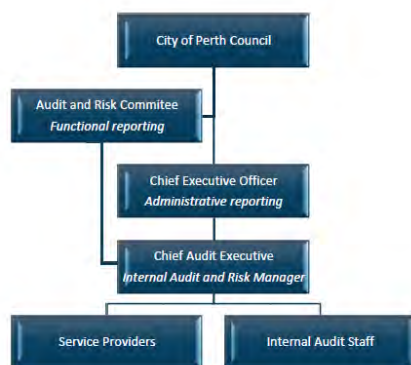 City of Perth Council
Audit and Risk Commitee
Functional reporting
Chief Executive Officer
Administrative reporting
Chief Audit Executive
Internal Audit and Risk Manager
Service Providers
Internal Audit Staff